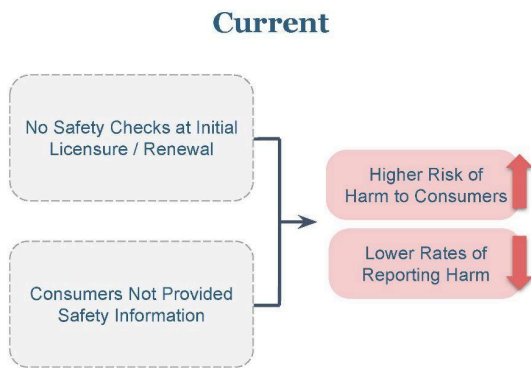 Current
No Safety Checks at Initial
Licensure / Renewal
Higher Risk of
Harm to Consumers
Lower Rates of
Reporting Harm
Consumers Not Provided
Safety Information